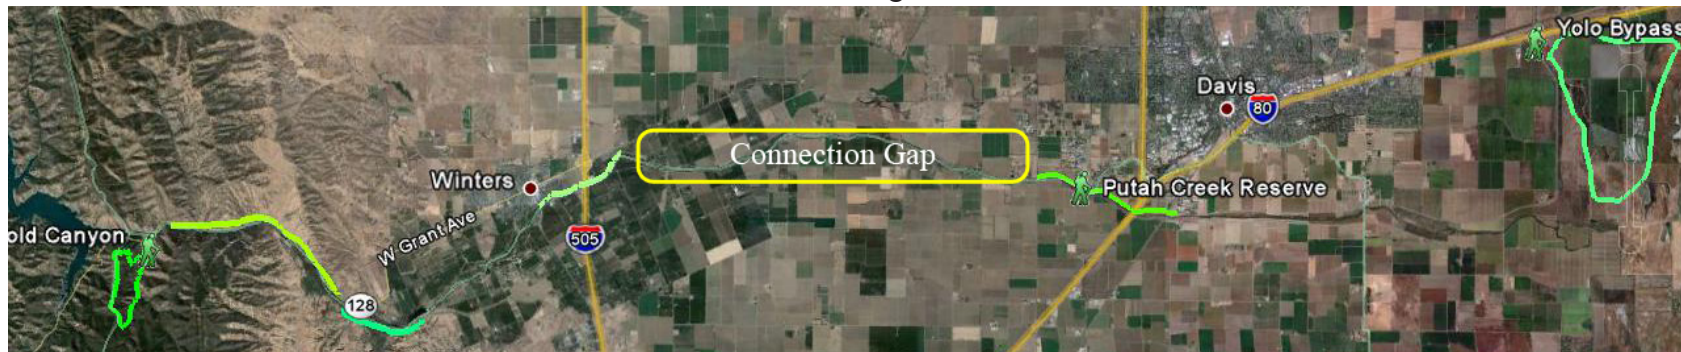 Yolo Bypass
Davis
80
Connection Gap
Winters
Putah Creek Reserve
W Grant Ave
old Canyon
505
128